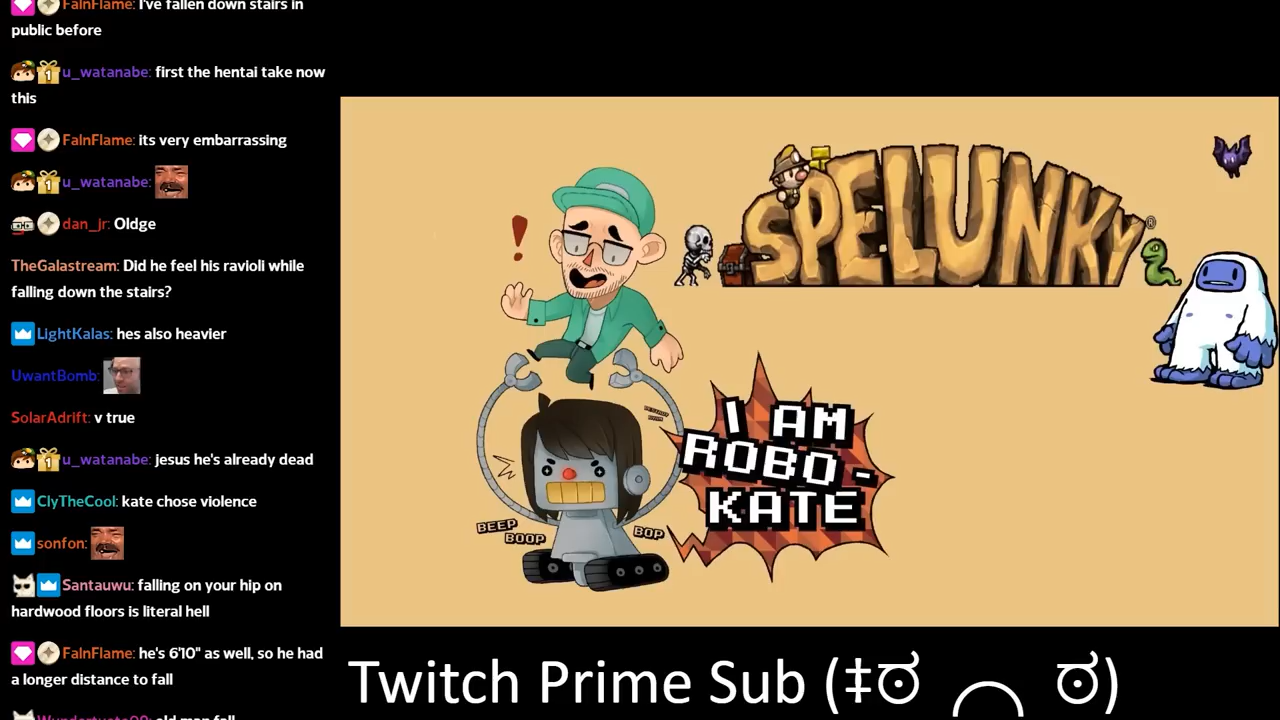 FalnFlame: I've fallen down stairs in
public before
u_watanabe: first the hentai take now
this
FalnFlame: its very embarrassing
u_watanabe:
dan_jr: Oldge
TheGalastream: Did he feel his ravioli while
falling down the stairs?
LightKalas: hes also heavier
UwantBomb:
SolarAdrift: v true
u_watanabe: jesus he's already dead
ClyTheCool: kate chose violence
sonfon:
Santauwu: falling on your hip on
hardwood floors is literal hell
FalnFlame: he's 6'10" as well, so he had
a longer distance to fall
old man fall
SPELUNKY®
!
I AM
ROBO-
KATE
BEEP
BOOP
BOP
Twitch Prime Sub (‡ಠ ╭╮ ಠ)